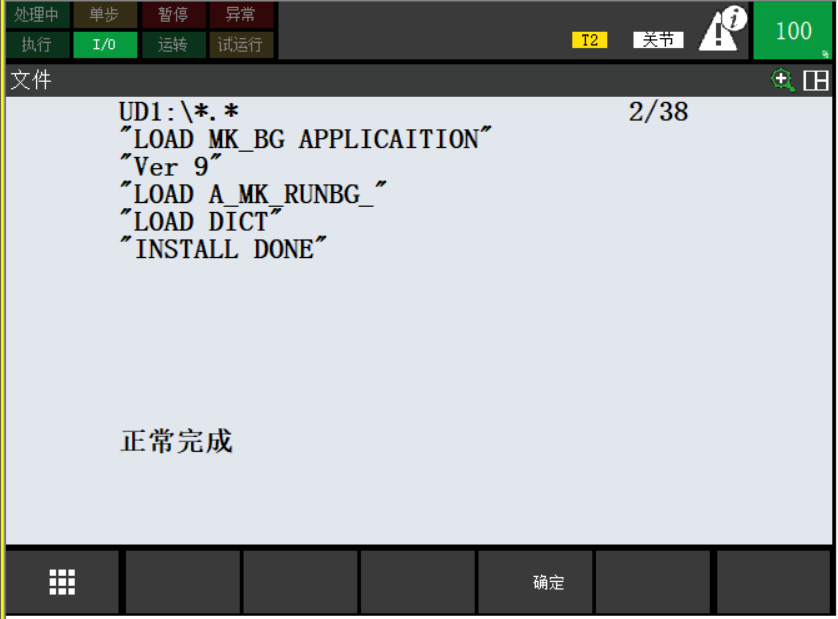 处理中 单步 暂停 异常
执行 I/O 运转 试运行 T2 关节 100 %
文件
UD1:\*.* 2/38
"LOAD MK_BG APPLICAITION"
"Ver 9"
"LOAD A_MK_RUNBG_"
"LOAD DICT"
"INSTALL DONE"
正常完成
确定